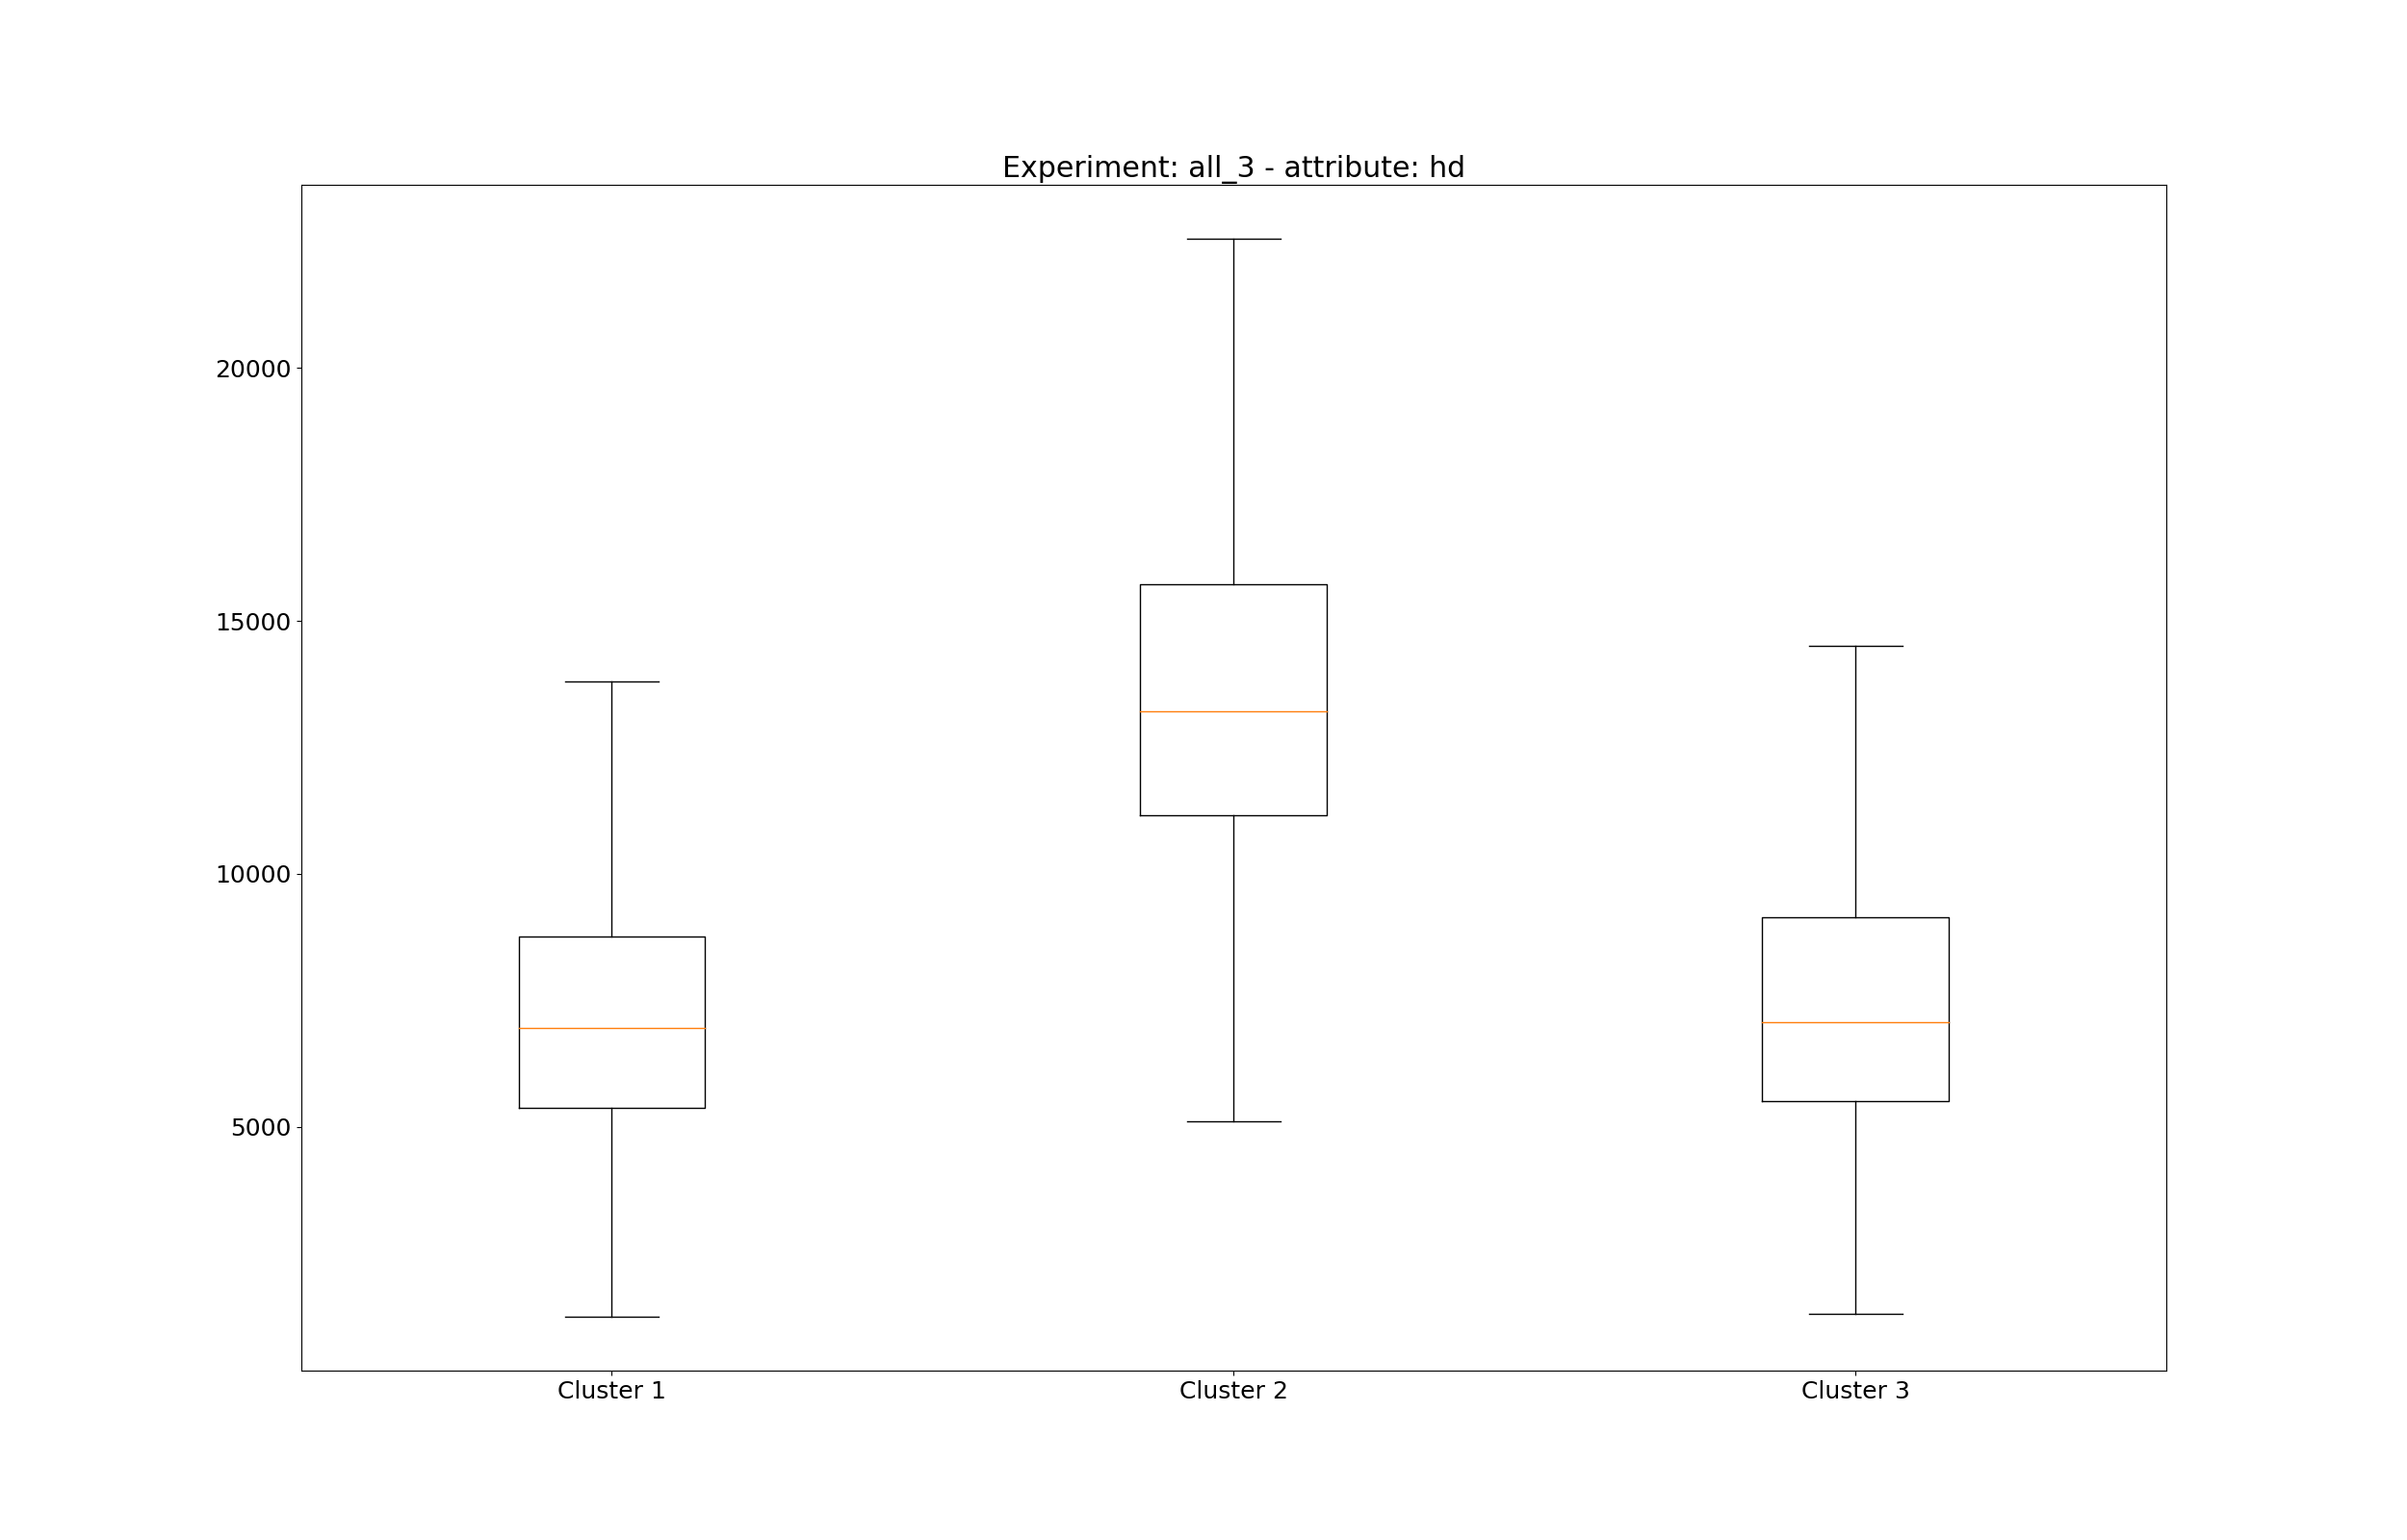 Experiment: all_3 - attribute: hd
20000
15000
10000
5000
Cluster 1 Cluster 2 Cluster 3